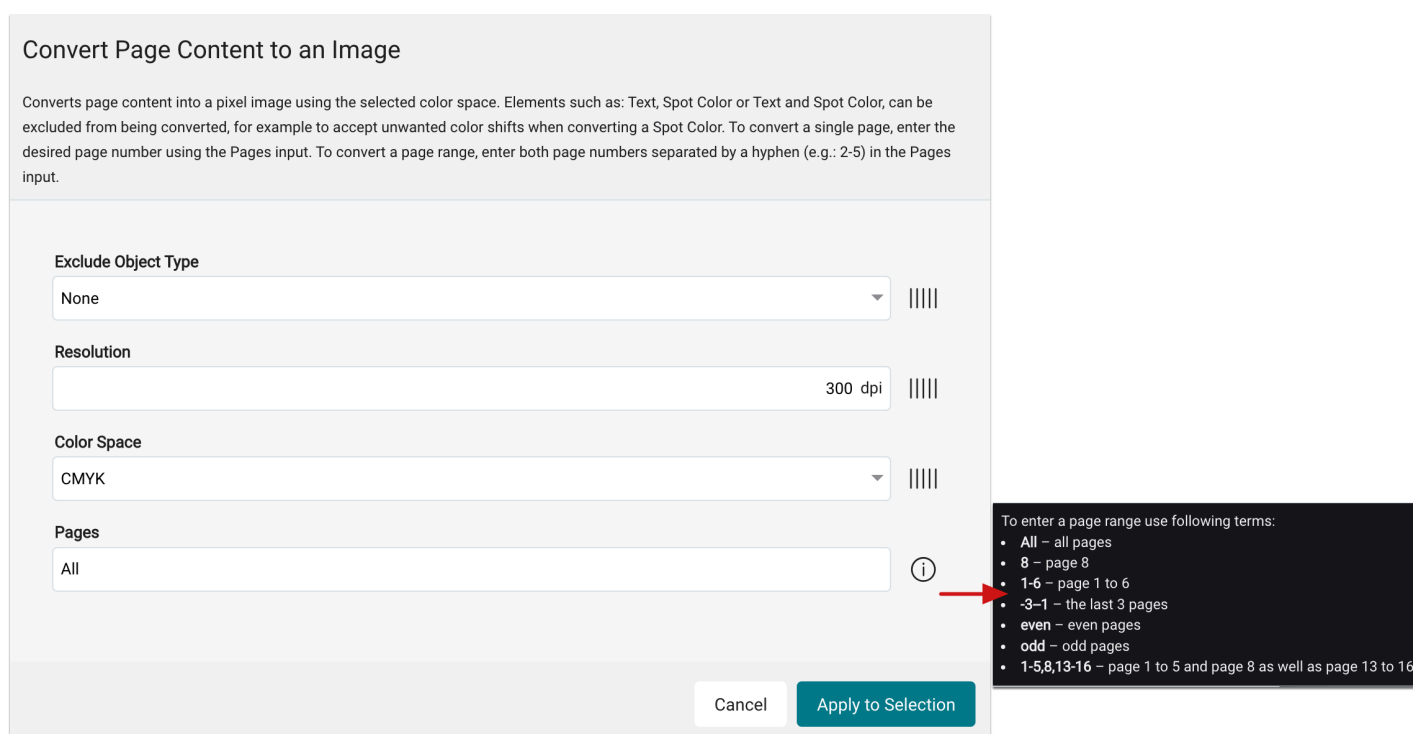 Convert Page Content to an Image
Converts page content into a pixel image using the selected color space. Elements such as: Text, Spot Color or Text and Spot Color, can be
excluded from being converted, for example to accept unwanted color shifts when converting a Spot Color. To convert a single page, enter the
desired page number using the Pages input. To convert a page range, enter both page numbers separated by a hyphen (e.g.: 2-5) in the Pages
input.
Exclude Object Type
None
Resolution
300 dpi
Color Space
CMYK
Pages
All
To enter a page range use following terms:
• All – all pages
• 8 – page 8
• 1-6 – page 1 to 6
• -3–1 – the last 3 pages
• even – even pages
• odd – odd pages
• 1-5,8,13-16 – page 1 to 5 and page 8 as well as page 13 to 16
Cancel
Apply to Selection